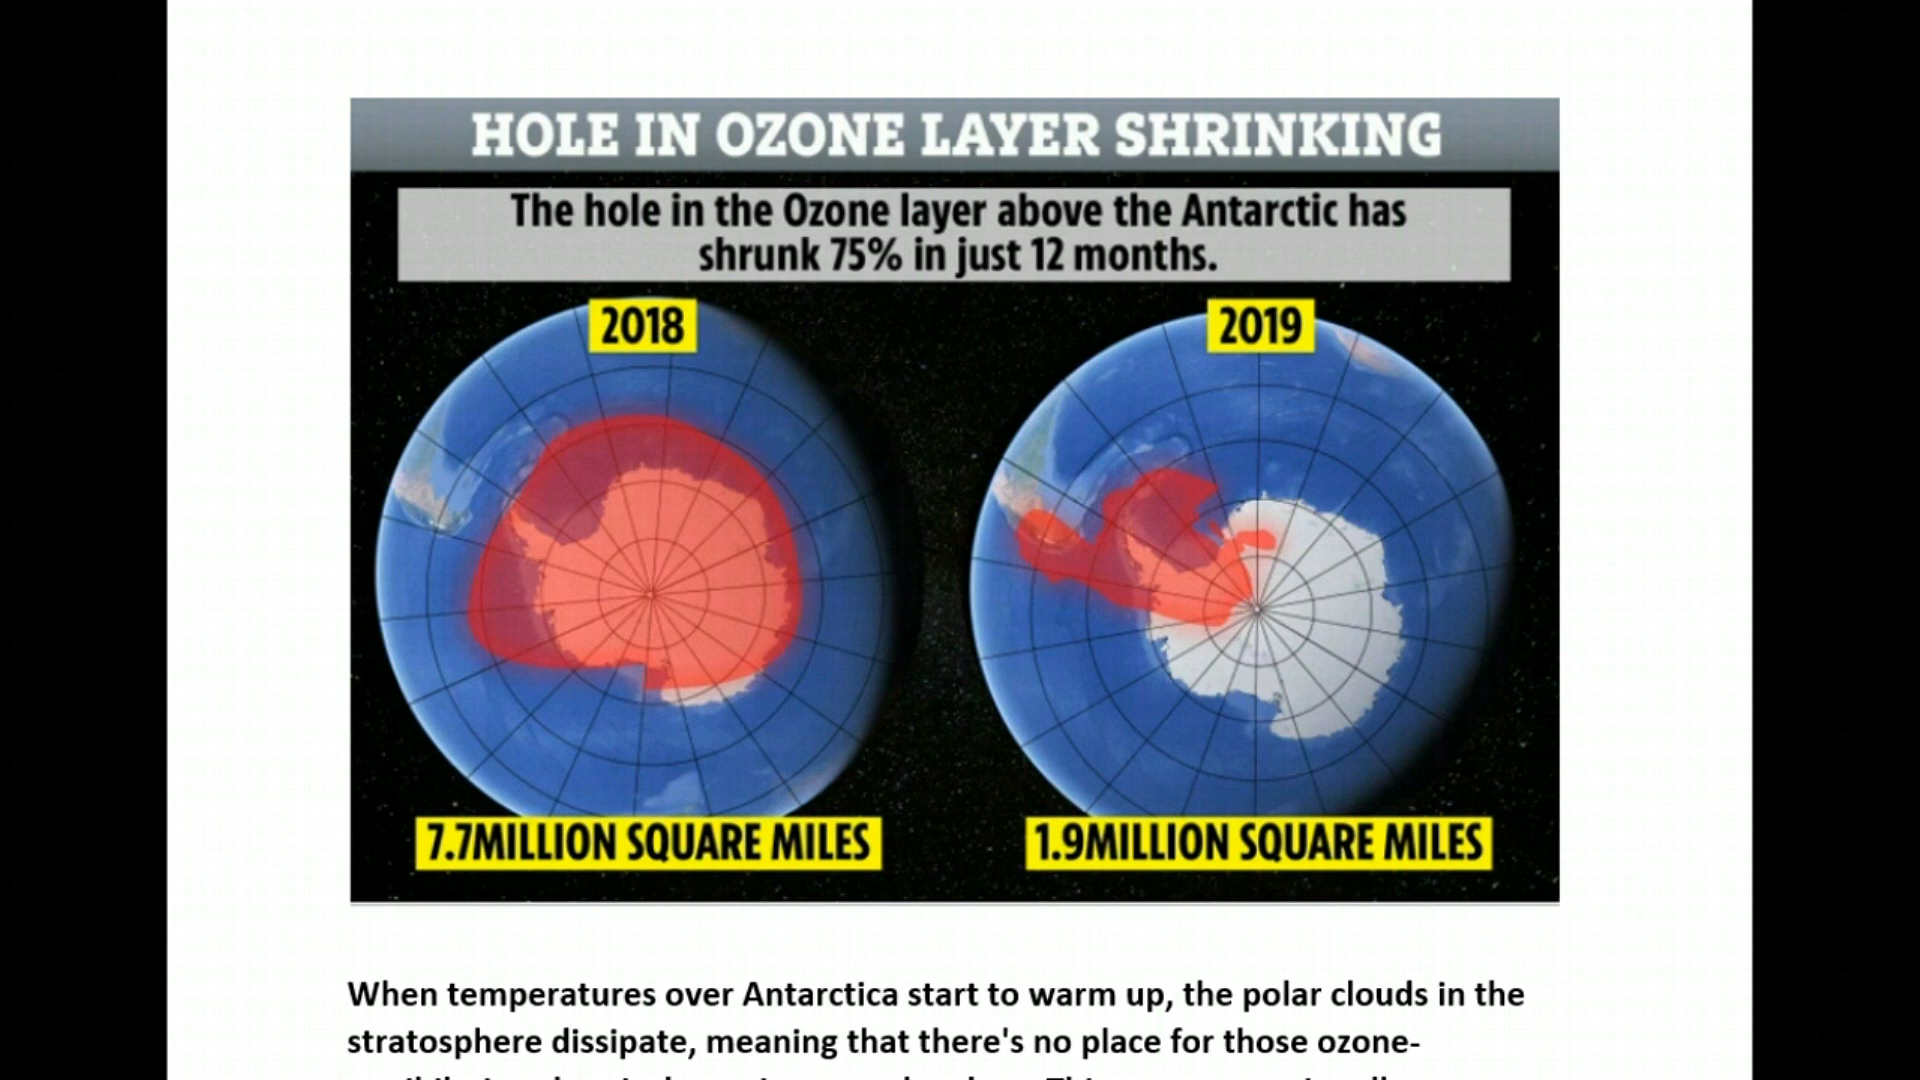 HOLE IN OZONE LAYER SHRINKING
The hole in the Ozone layer above the Antarctic has
shrunk 75% in just 12 months.
2018
2019
7.7MILLION SQUARE MILES
1.9MILLION SQUARE MILES
When temperatures over Antarctica start to warm up, the polar clouds in the
stratosphere dissipate, meaning that there's no place for those ozone-